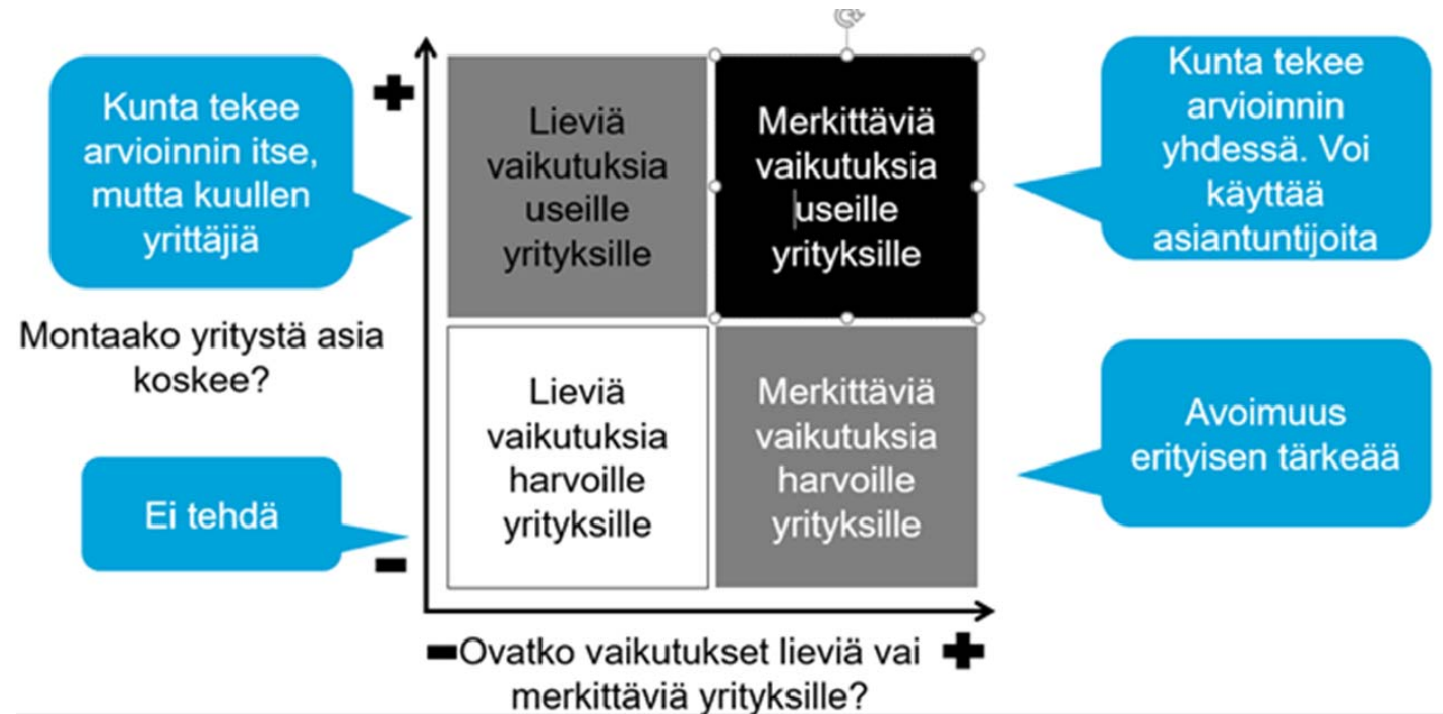 Kunta tekee
arvioinnin itse,
mutta kuullen
yrittäjiä
Lieviä
vaikutuksia
useille
yrityksille
Merkittäviä
vaikutuksia
useille
yrityksille
Kunta tekee
arvioinnin
yhdessä. Voi
käyttää
asiantuntijoita
Montaako yritystä asia
koskee?
Ei tehdä
Lieviä
vaikutuksia
harvoille
yrityksille
Merkittäviä
vaikutuksia
harvoille
yrityksille
Avoimuus
erityisen tärkeää
Ovatko vaikutukset lieviä vai
merkittäviä yrityksille?